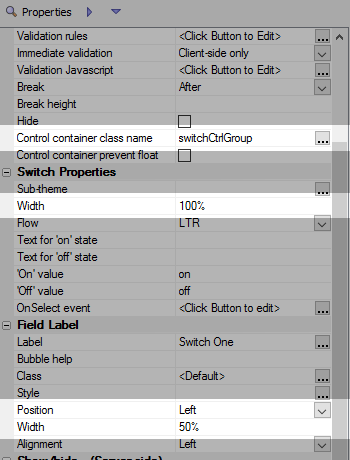 Properties
Validation rules <Click Button to Edit> ...
Immediate validation Client-side only
Validation Javascript <Click Button to Edit> ...
Break After
Break height
Hide
Control container class name switchCtrlGroup ...
Control container prevent float
Switch Properties
Sub-theme ...
Width 100%
Flow LTR
Text for 'on' state
Text for 'off' state
'On' value on
'Off' value off
OnSelect event <Click Button to edit> ...
Field Label
Label Switch One ...
Bubble help
Class <Default> ...
Style ...
Position Left
Width 50%
Alignment Left
Show/hide - (Server-side)